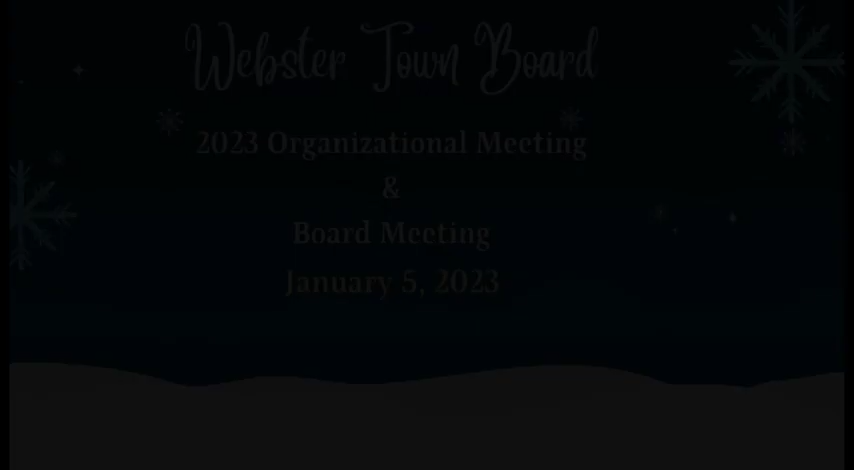 Webster Town Board
2023 Organizational Meeting
&
Board Meeting
January 5, 2023